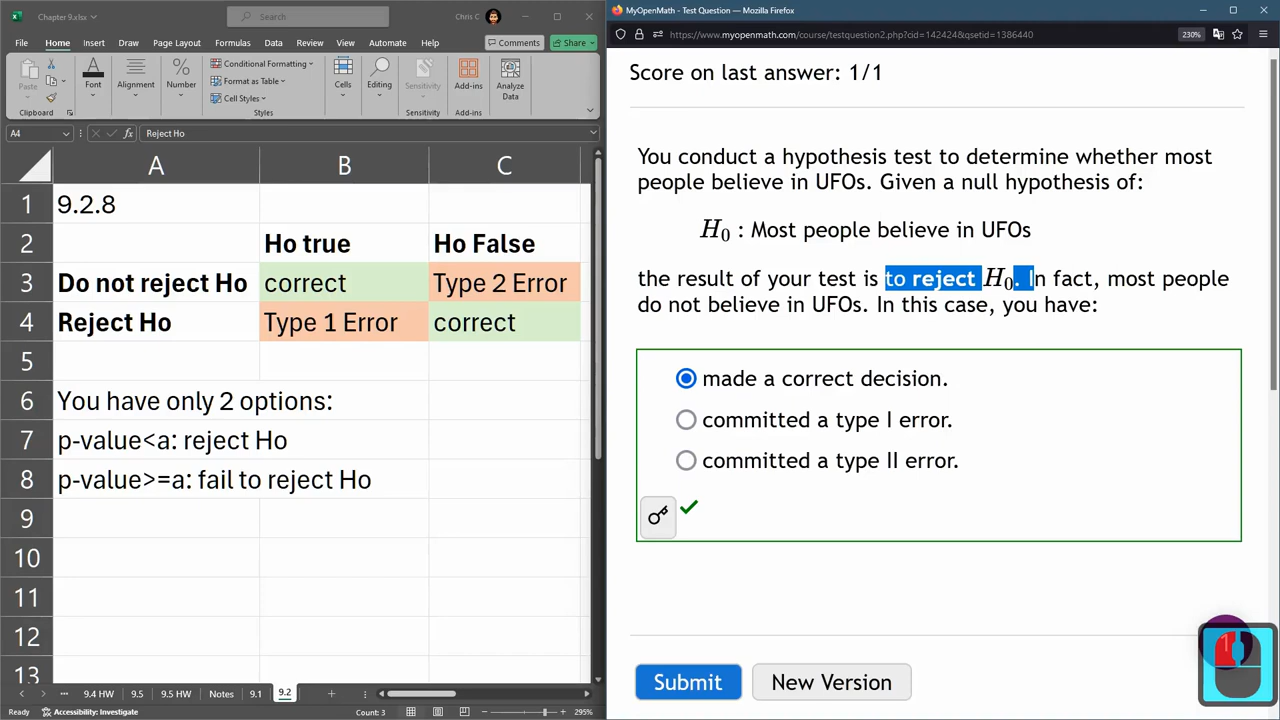 Chapter 9.xlsx
Search
Chris C
File Home Insert Draw Page Layout Formulas Data Review View Automate Help Comments Share
Paste
Clipboard
Font
Alignment
Number
Conditional Formatting
Format as Table
Cell Styles
Styles
Cells
Editing
Sensitivity
Sensitivity
Add-ins
Add-ins
Analyze
Data
A4 fx Reject Ho
A B C
1 9.2.8
2 Ho true Ho False
3 Do not reject Ho correct Type 2 Error
4 Reject Ho Type 1 Error correct
5
6 You have only 2 options:
7 p-value<a: reject Ho
8 p-value>=a: fail to reject Ho
9
10
11
12
13
... 9.4 HW 9.5 9.5 HW Notes 9.1 9.2
Ready Accessibility: Investigate Count: 3 295%
MyOpenMath - Test Question — Mozilla Firefox
https://www.myopenmath.com/course/testquestion2.php?cid=142424&qsetid=1386440 230%
Score on last answer: 1/1
You conduct a hypothesis test to determine whether most
people believe in UFOs. Given a null hypothesis of:
H₀ : Most people believe in UFOs
the result of your test is to reject H₀. In fact, most people
do not believe in UFOs. In this case, you have:
made a correct decision.
committed a type I error.
committed a type II error.
Submit New Version
1